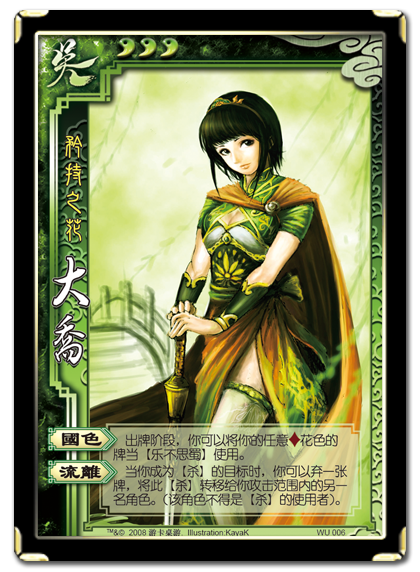 吴
矜持之花
大喬
國色
出牌阶段，你可以将你的任意♦花色的
牌当【乐不思蜀】使用。
流離
当你成为【杀】的目标时，你可以弃一张
牌，将此【杀】转移给你攻击范围内的另一
名角色。（该角色不得是【杀】的使用者）。
™&© 2008 游卡桌游. Illustration:KayaK
WU 006